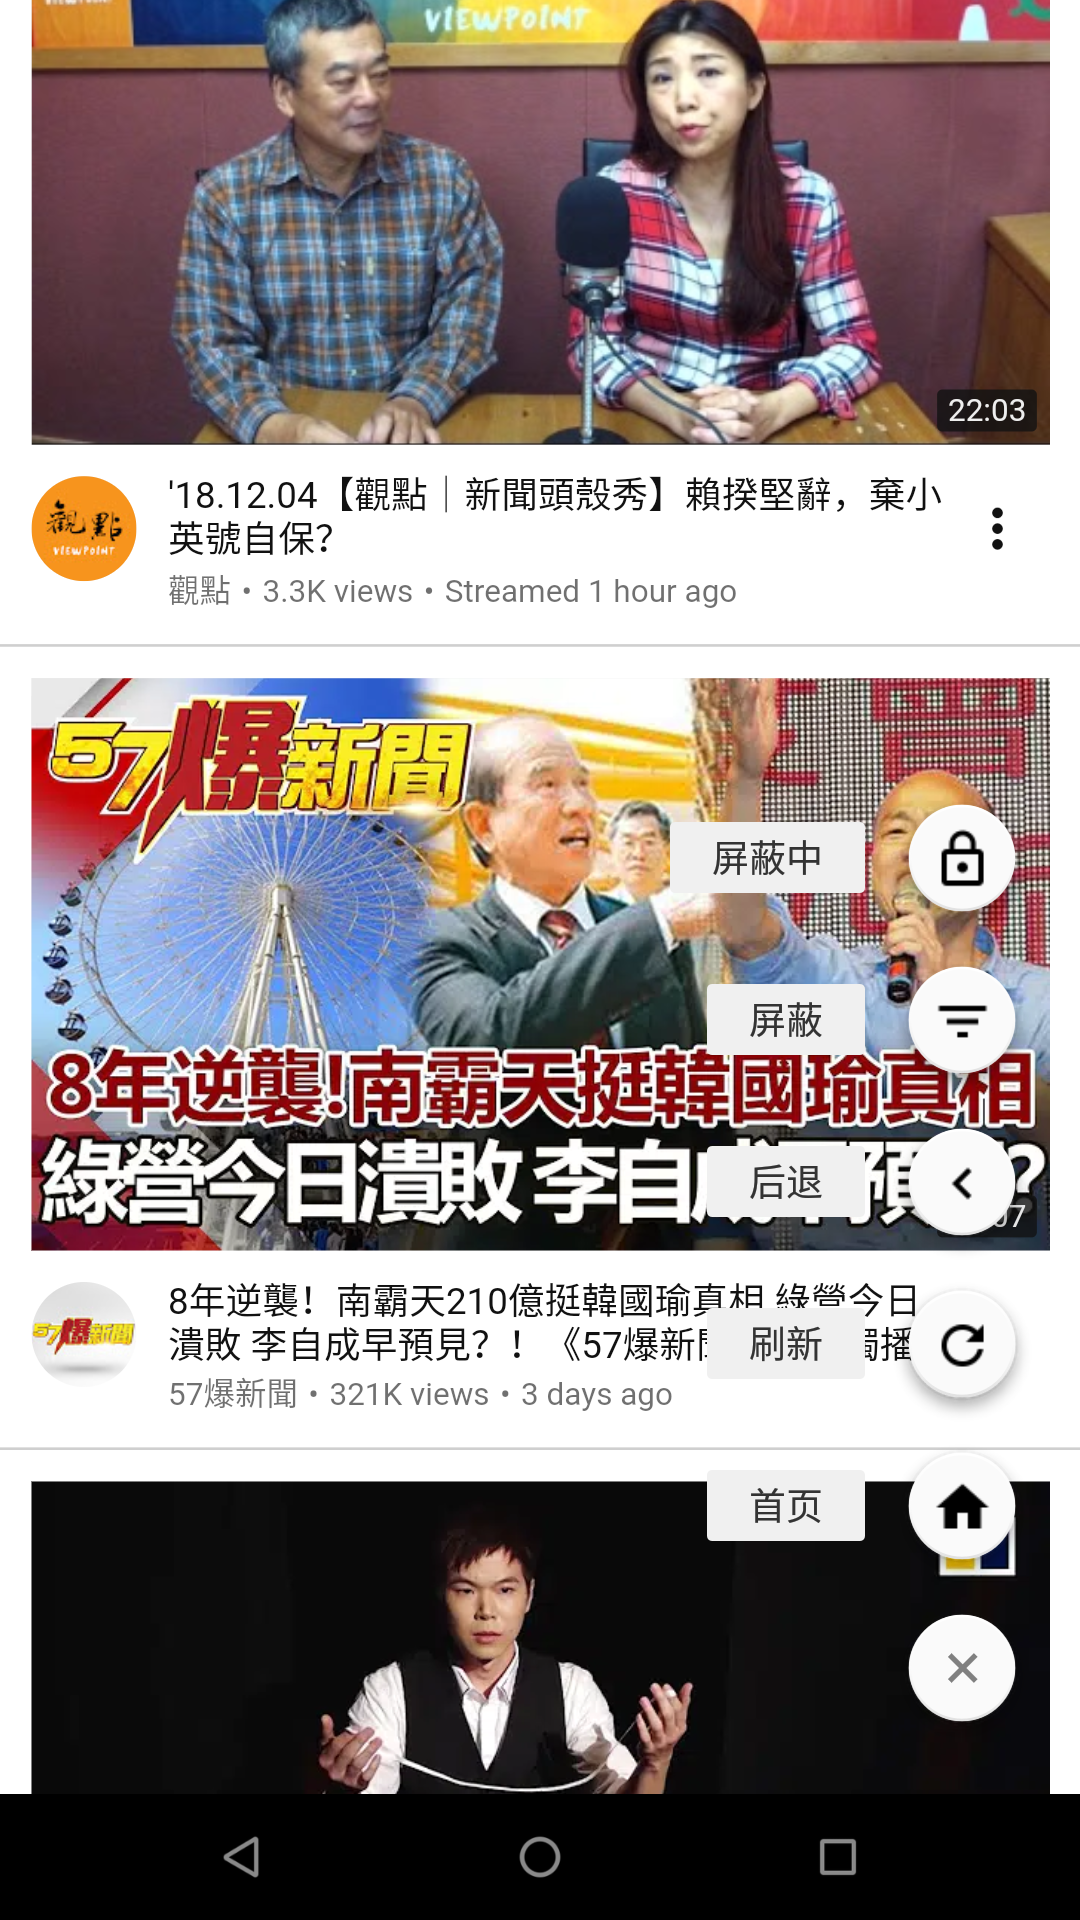 VIEWPOINT
22:03
觀點
VIEWPOINT
'18.12.04【觀點│新聞頭殼秀】賴揆堅辭，棄小
英號自保?
觀點 • 3.3K views • Streamed 1 hour ago
57爆新聞
屏蔽中
屏蔽
8年逆襲!南霸天挺韓國瑜真相
綠營今日潰敗 李自成
預
?
后退
07
57爆新聞
8年逆襲！南霸天210億挺韓國瑜真相 綠營今日
潰敗 李自成早預見？！《57爆新
獨播
刷新
57爆新聞 • 321K views • 3 days ago
首页